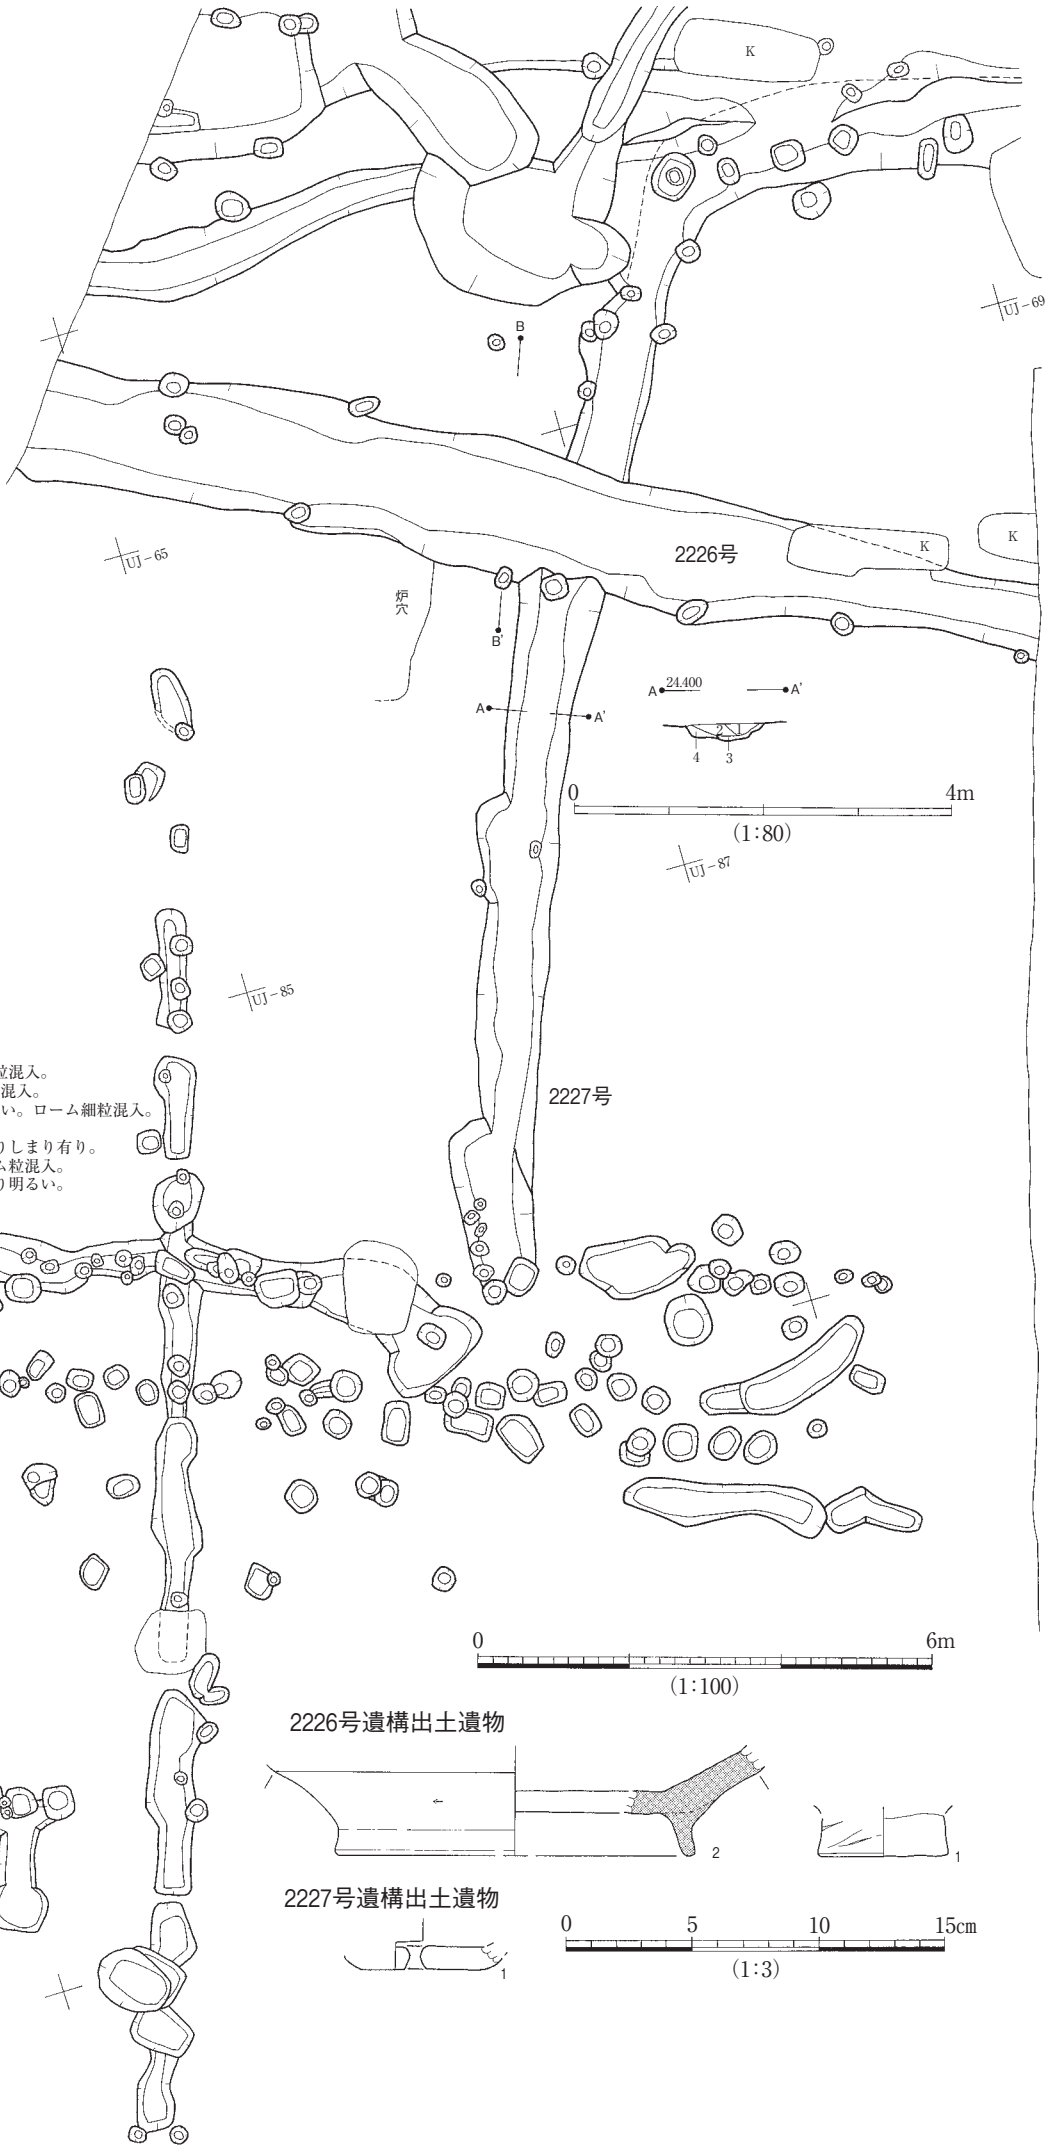 K
UJ-69
B
K
K
2226号
UJ-65
炉穴
B'
A 24.400 A'
A A'
2 1
4 3
0 4m
(1:80)
UJ-87
UJ-85
粒混入。
混入。
い。ローム細粒混入。
りしまり有り。
ム粒混入。
り明るい。
2227号
0 6m
(1:100)
2226号遺構出土遺物
2
1
2227号遺構出土遺物
1
0 5 10 15cm
(1:3)